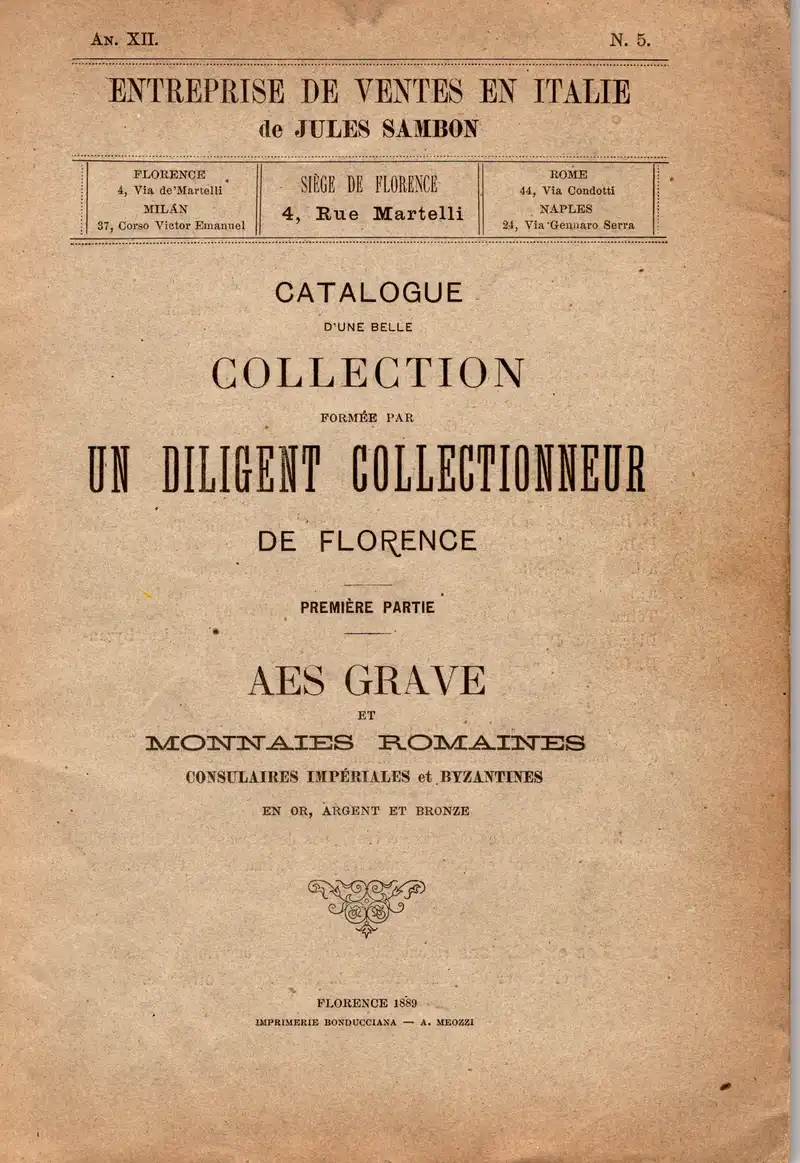 An. XII.
N. 5.
ENTREPRISE DE VENTES EN ITALIE
de JULES SAMBON
FLORENCE
4, Via de'Martelli
MILAN
37, Corso Victor Emanuel
SIÈGE DE FLORENCE
4, Rue Martelli
ROME
44, Via Condotti
NAPLES
24, Via Gennaro Serra
CATALOGUE
D'UNE BELLE
COLLECTION
FORMÉE PAR
UN DILIGENT COLLECTIONNEUR
DE FLORENCE
PREMIÈRE PARTIE
AES GRAVE
ET
MONNAIES ROMAINES
CONSULAIRES IMPÉRIALES et BYZANTINES
EN OR, ARGENT ET BRONZE
FLORENCE 1889
IMPRIMERIE BONDUCCIANA — A. MEOZZI